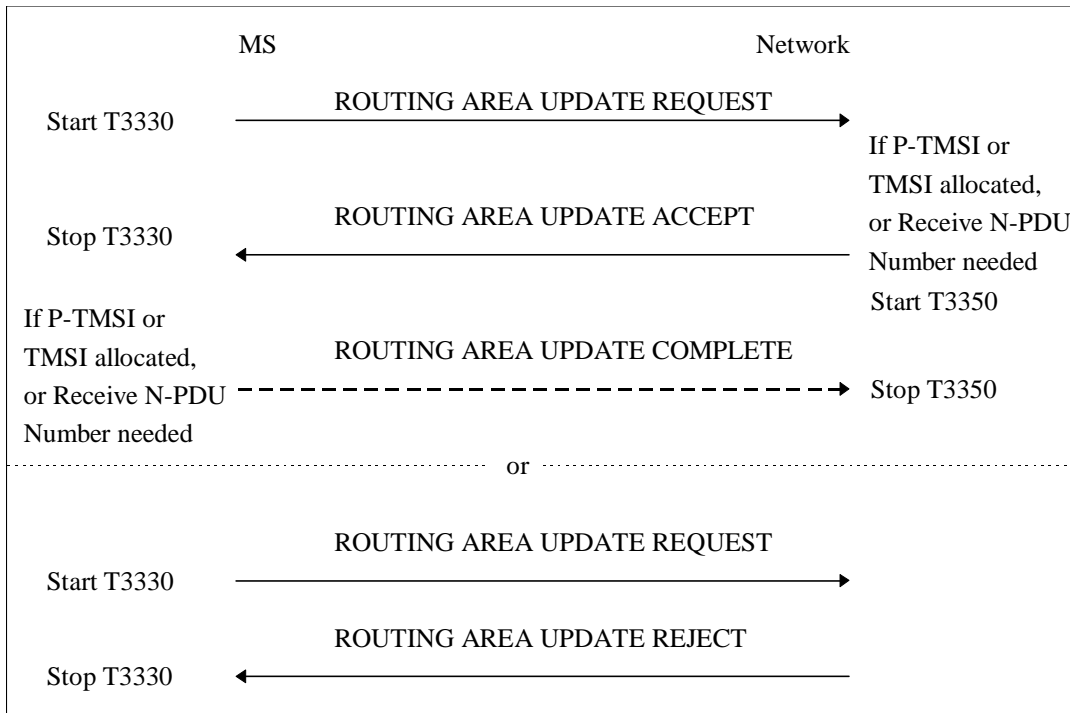 MS Network
ROUTING AREA UPDATE REQUEST
Start T3330
If P-TMSI or
TMSI allocated,
or Receive N-PDU
Number needed
Start T3350
ROUTING AREA UPDATE ACCEPT
Stop T3330
If P-TMSI or
TMSI allocated,
or Receive N-PDU
Number needed
ROUTING AREA UPDATE COMPLETE
Stop T3350
or
ROUTING AREA UPDATE REQUEST
Start T3330
ROUTING AREA UPDATE REJECT
Stop T3330